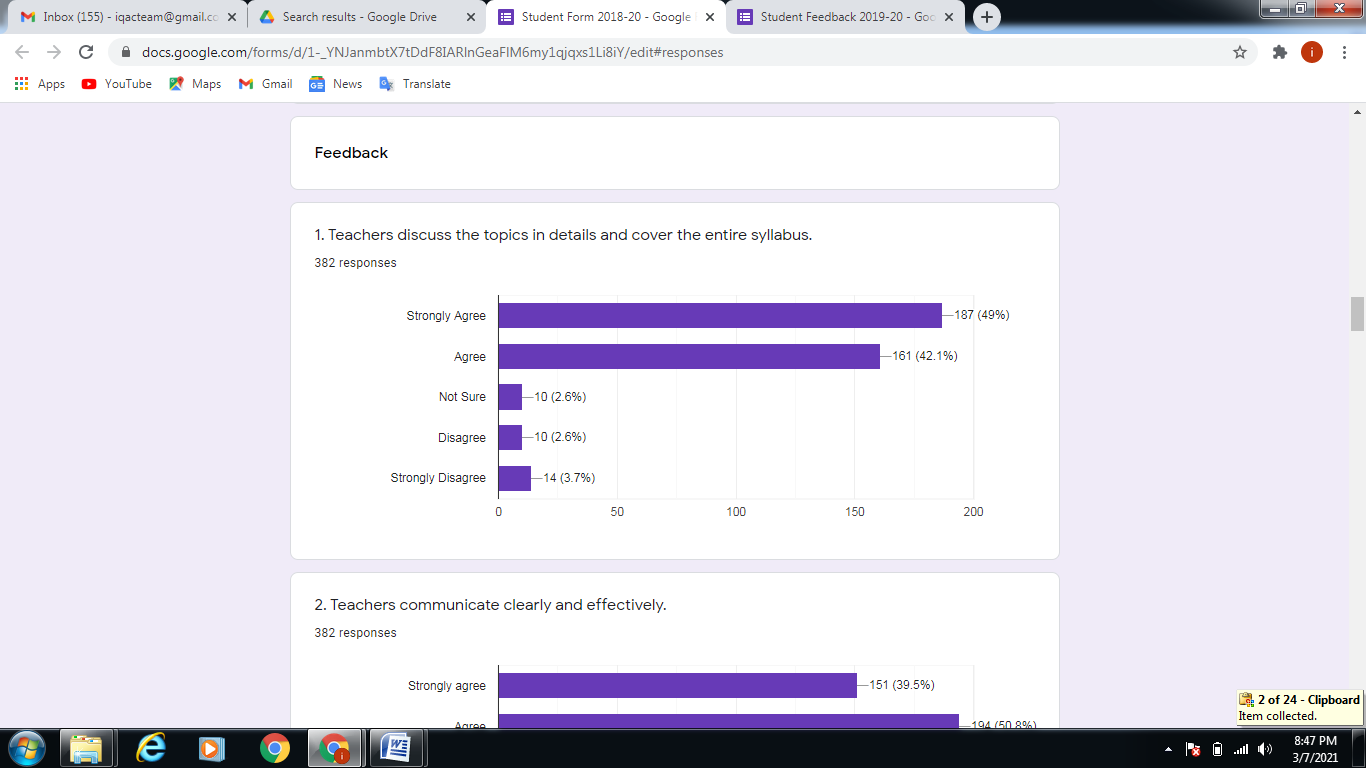 Inbox (155) - iqacteam@gmail.co
Search results - Google Drive
Student Form 2018-20 - Google
Student Feedback 2019-20 - Goo
docs.google.com/forms/d/1-_YNJanmbtX7tDdF8IARlnGeaFlM6my1qjqxs1Li8iY/edit#responses
i
Apps YouTube Maps Gmail News Translate
Feedback
1. Teachers discuss the topics in details and cover the entire syllabus.
382 responses
Strongly Agree 187 (49%)
Agree 161 (42.1%)
Not Sure 10 (2.6%)
Disagree 10 (2.6%)
Strongly Disagree 14 (3.7%)
0 50 100 150 200
2. Teachers communicate clearly and effectively.
382 responses
Strongly agree 151 (39.5%)
Agree 194 (50.8%)
2 of 24 - Clipboard
Item collected.
8:47 PM
3/7/2021